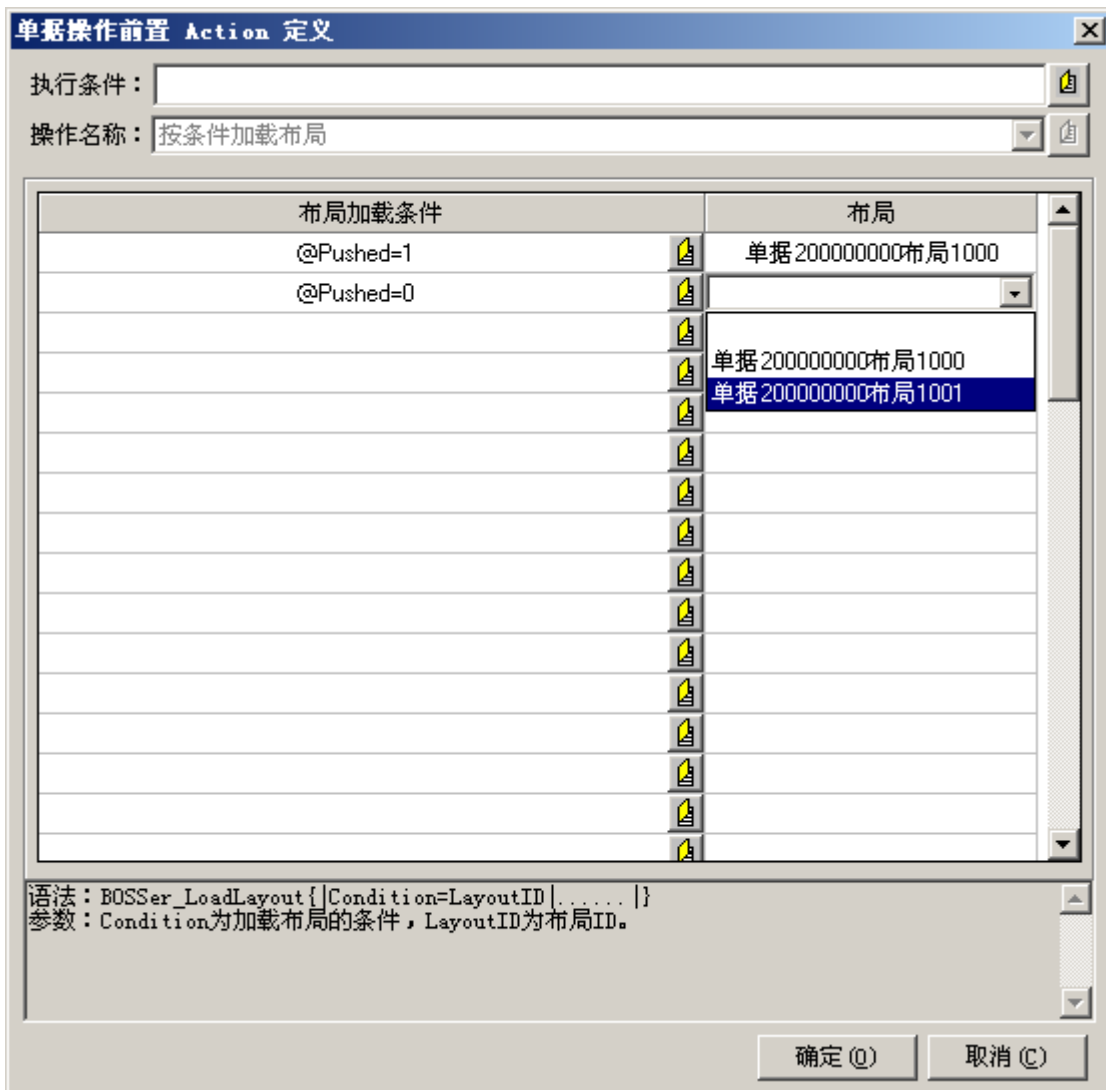 单据操作前置 Action 定义
执行条件：
操作名称： 按条件加载布局
布局加载条件 布局
@Pushed=1 单据200000000布局1000
@Pushed=0
单据200000000布局1000
单据200000000布局1001
语法：BOSSer_LoadLayout{|Condition=LayoutID|......|}
参数：Condition为加载布局的条件，LayoutID为布局ID。
确定(O) 取消(C)